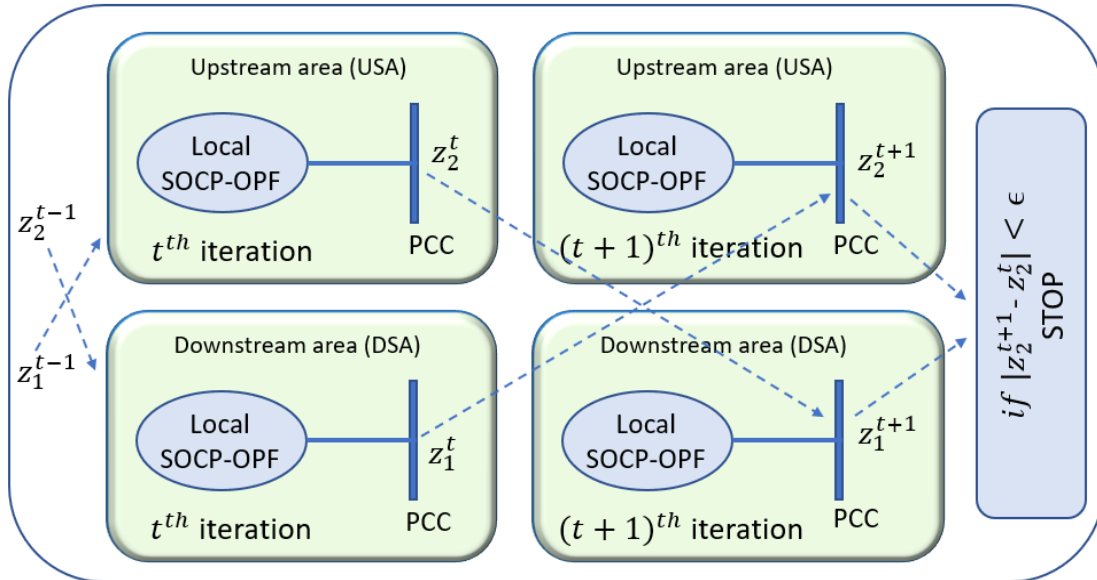 Upstream area (USA)
Local
SOCP-OPF
z_2^t
t^{th} iteration
PCC
Upstream area (USA)
Local
SOCP-OPF
z_2^{t+1}
(t + 1)^{th} iteration
PCC
z_2^{t-1}
z_1^{t-1}
Downstream area (DSA)
Local
SOCP-OPF
z_1^t
t^{th} iteration
PCC
Downstream area (DSA)
Local
SOCP-OPF
z_1^{t+1}
(t + 1)^{th} iteration
PCC
if |z_2^{t+1} - z_2^t| < ϵ
STOP